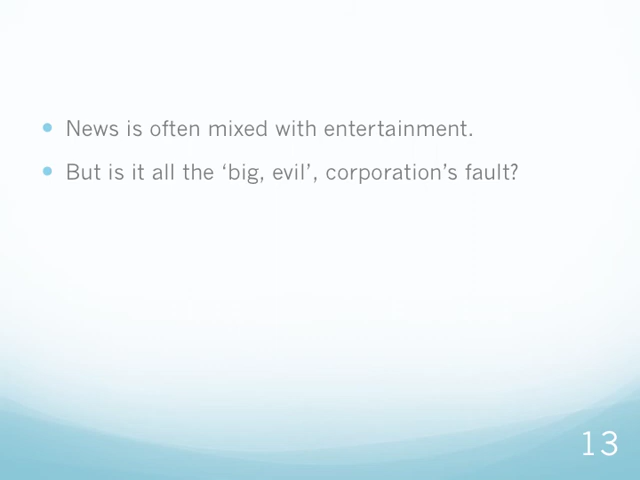 News is often mixed with entertainment.
But is it all the ‘big, evil’, corporation’s fault?
13